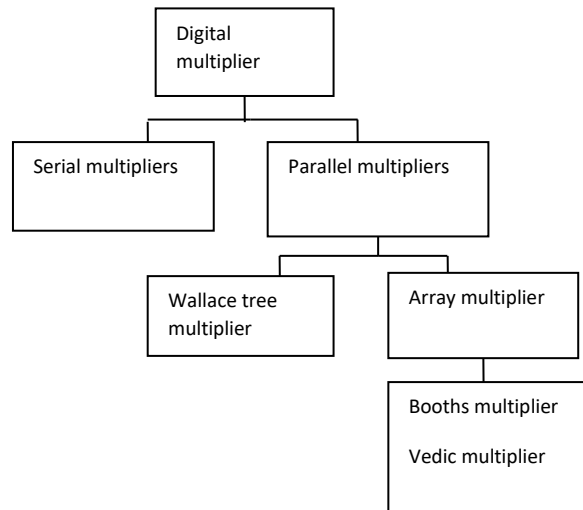 Digital
multiplier
Serial multipliers
Parallel multipliers
Wallace tree
multiplier
Array multiplier
Booths multiplier
Vedic multiplier